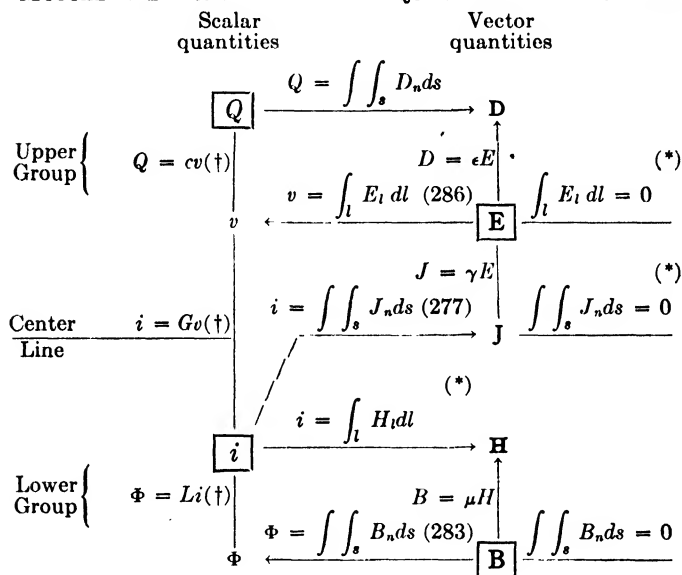 Scalar quantities
Vector quantities
Q = ∫∫ₛ Dₙds
Q → D
Upper Group { Q = cv(†)
D = εE (*)
v = ∫ₗ Eₗ dl (286)
∫ₗ Eₗ dl = 0
v ← E
J = γE (*)
Center Line
i = Gv(†)
i = ∫∫ₛ Jₙds (277)
∫∫ₛ Jₙds = 0
→ J
(*)
i = ∫ₗ Hₗdl
i → H
Lower Group { Φ = Li(†)
B = μH
Φ = ∫∫ₛ Bₙds (283)
∫∫ₛ Bₙds = 0
Φ ← B